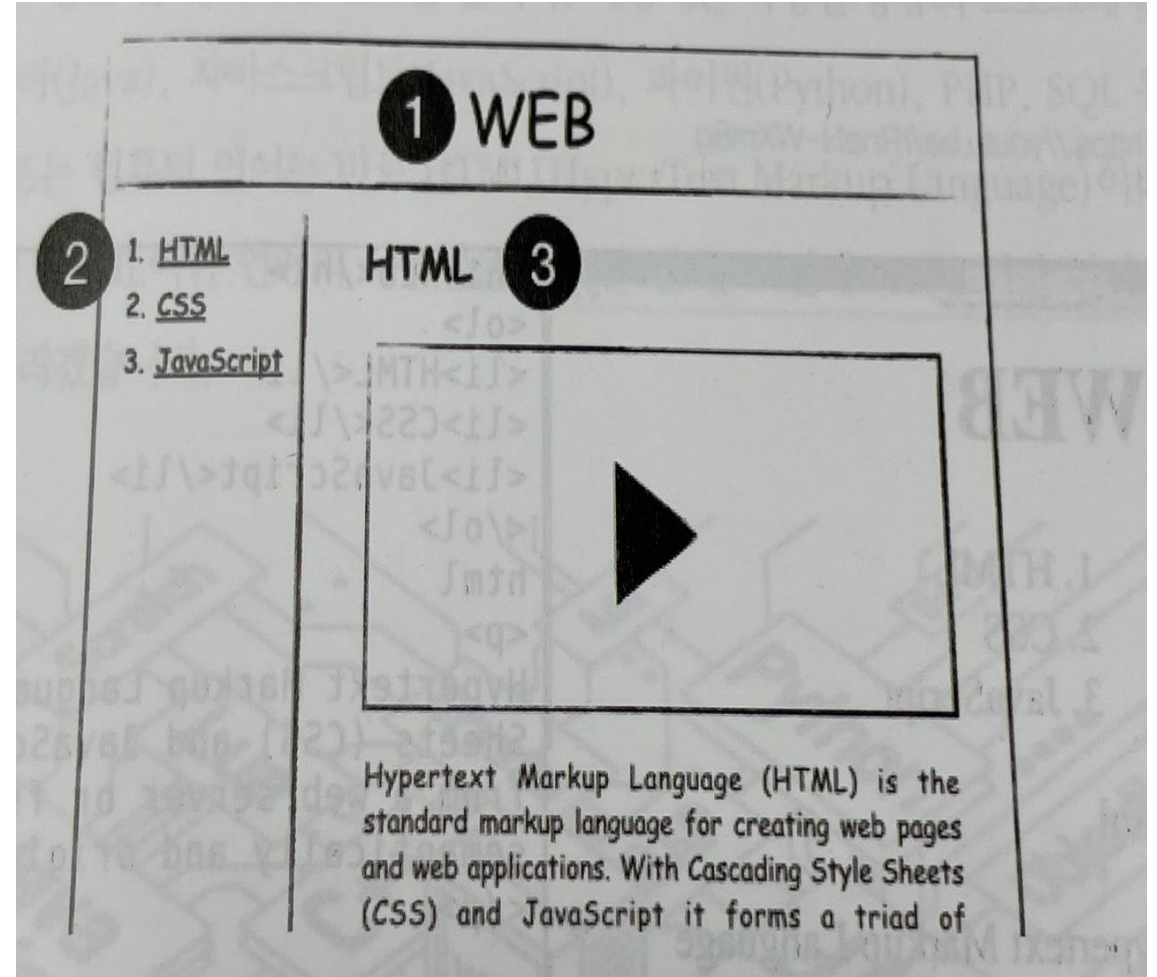 1 WEB
2
1. HTML
2. CSS
3. JavaScript
HTML 3
Hypertext Markup Language (HTML) is the
standard markup language for creating web pages
and web applications. With Cascading Style Sheets
(CSS) and JavaScript it forms a triad of